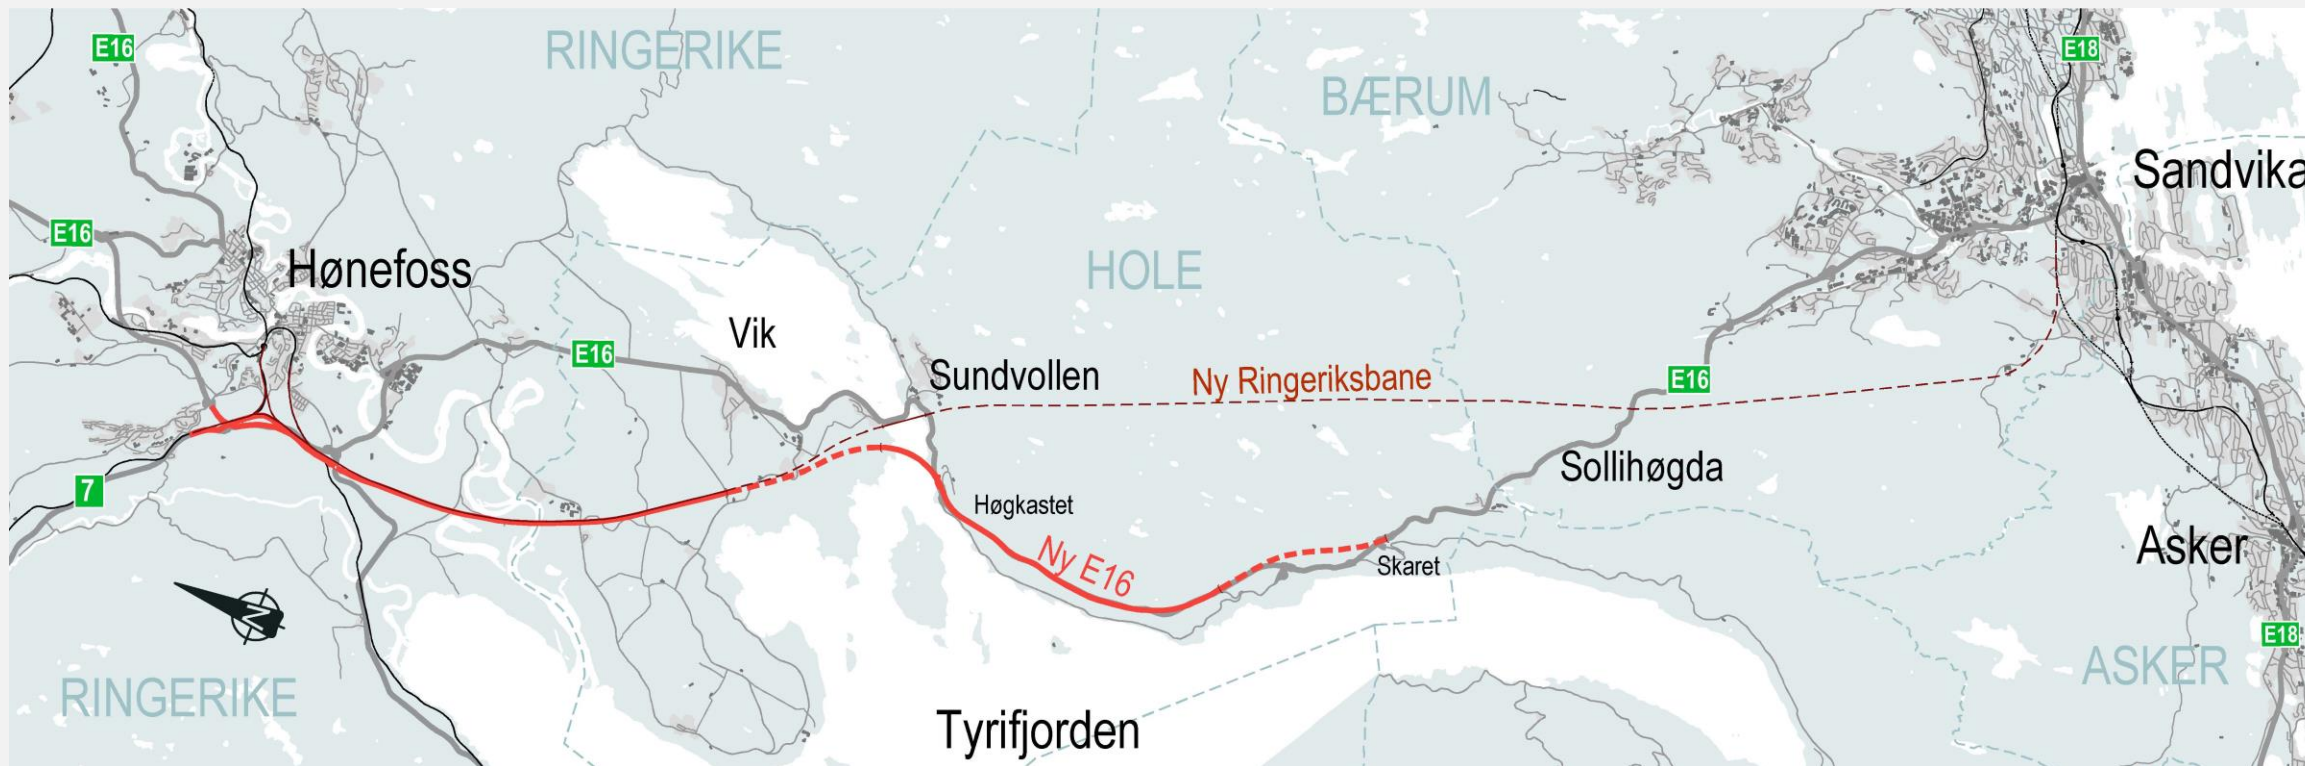 E16
RINGERIKE
E18
BÆRUM
Sandvika
E16
Hønefoss
HOLE
Vik
E16
Sundvollen
Ny Ringeriksbane
E16
Sollihøgda
7
Høgkastet
Ny E16
Skaret
Asker
N
E18
RINGERIKE
ASKER
Tyrifjorden